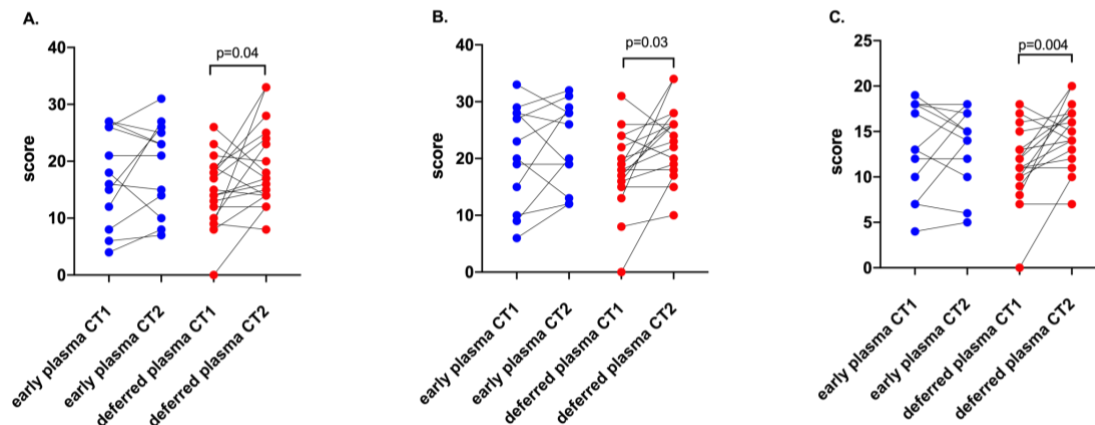 A.
p=0.04
score
40
30
20
10
0
early plasma CT1
early plasma CT2
deferred plasma CT1
deferred plasma CT2
B.
p=0.03
score
40
30
20
10
0
early plasma CT1
early plasma CT2
deferred plasma CT1
deferred plasma CT2
C.
p=0.004
score
25
20
15
10
5
0
early plasma CT1
early plasma CT2
deferred plasma CT1
deferred plasma CT2